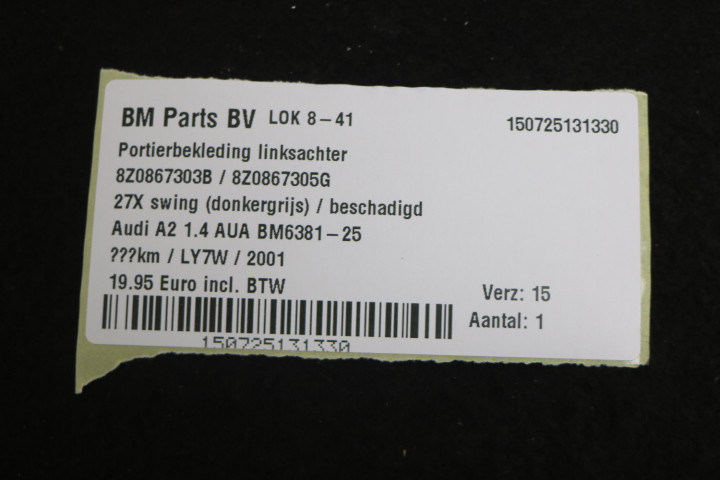 BM Parts BV LOK 8-41 150725131330
Portierbekleding linksachter
8Z0867303B / 8Z0867305G
27X swing (donkergrijs) / beschadigd
Audi A2 1.4 AUA BM6381-25
???km / LY7W / 2001
19.95 Euro incl. BTW
Verz: 15
Aantal: 1
150725131330